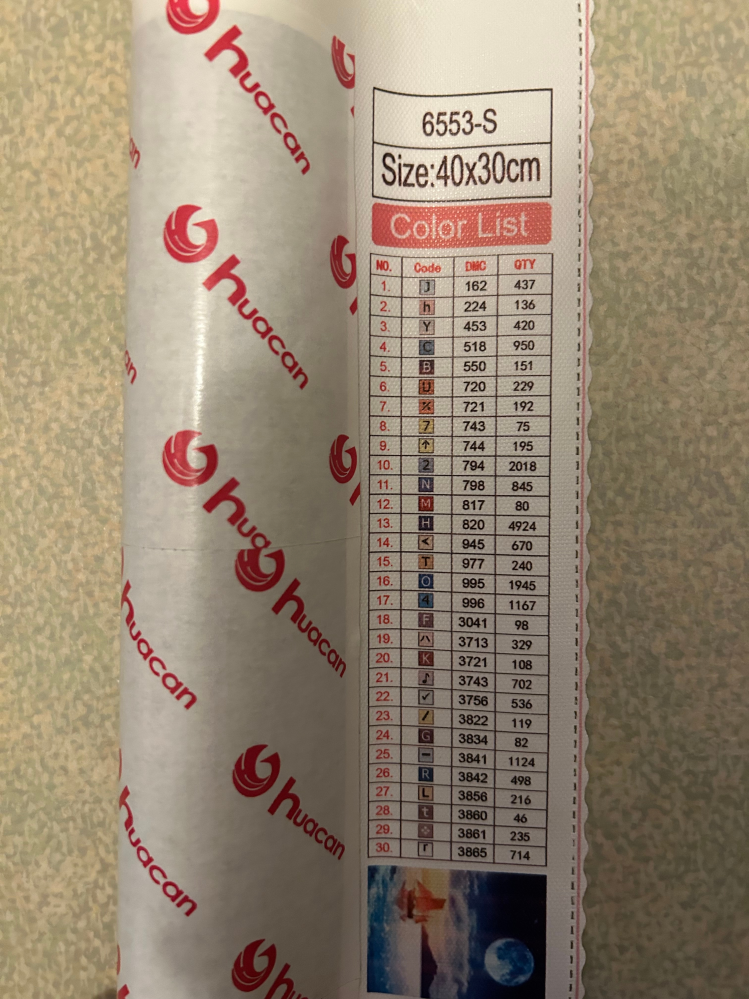 huacan
huacan
huacan
huacan
huacan
huacan
huacan
6553-S
Size:40x30cm
Color List
NO. Code DMC QTY
1. J 162 437
2. h 224 136
3. Y 453 420
4. C 518 950
5. B 550 151
6. U 720 229
7. 721 192
8. 7 743 75
9. ↑ 744 195
10. 2 794 2018
11. N 798 845
12. M 817 80
13. H 820 4924
14. 945 670
15. T 977 240
16. O 995 1945
17. 4 996 1167
18. F 3041 98
19. 3713 329
20. K 3721 108
21. ♪ 3743 702
22. ✓ 3756 536
23. / 3822 119
24. G 3834 82
25. – 3841 1124
26. R 3842 498
27. L 3856 216
28. t 3860 46
29. 3861 235
30. r 3865 714